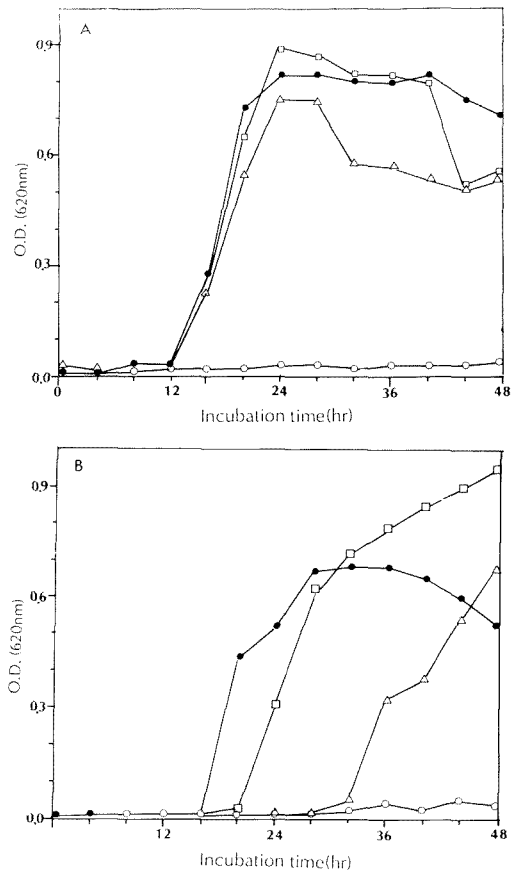 A
0.9
0.6
0.3
0.0
O.D. (620nm)
0 12 24 36 48
Incubation time(hr)
B
0.9
0.6
0.3
0.0
O.D. (620nm)
12 24 36 48
Incubation time(hr)